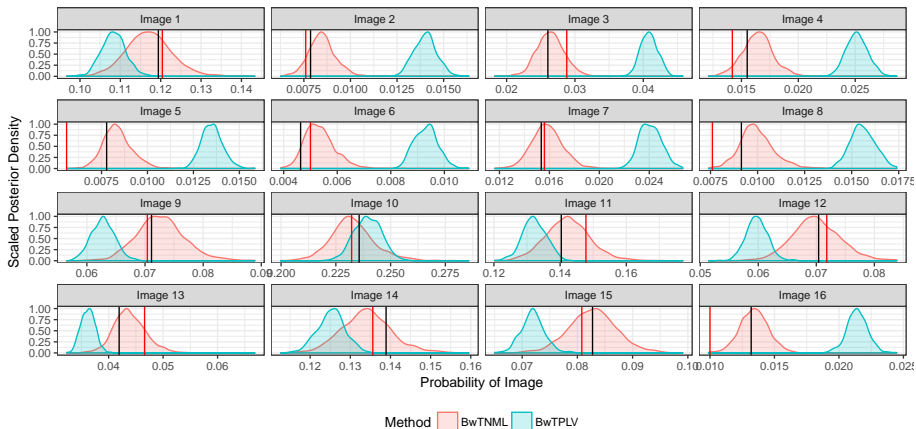 Image 1 Image 2 Image 3 Image 4
1.00
0.75
0.50
0.25
0.00
0.10 0.11 0.12 0.13 0.14 0.0075 0.0100 0.0125 0.0150 0.02 0.03 0.04 0.015 0.020 0.025
Image 5 Image 6 Image 7 Image 8
1.00
0.75
0.50
0.25
0.00
0.0075 0.0100 0.0125 0.0150 0.004 0.006 0.008 0.010 0.012 0.016 0.020 0.024 0.0075 0.0100 0.0125 0.0150 0.0175
Image 9 Image 10 Image 11 Image 12
1.00
0.75
0.50
0.25
0.00
0.06 0.07 0.08 0.09 0.200 0.225 0.250 0.275 0.12 0.14 0.16 0.05 0.06 0.07 0.08
Image 13 Image 14 Image 15 Image 16
1.00
0.75
0.50
0.25
0.00
0.04 0.05 0.06 0.12 0.13 0.14 0.15 0.16 0.07 0.08 0.09 0.010 0.015 0.020 0.025
Scaled Posterior Density
Probability of Image
Method BwTNML BwTPLV